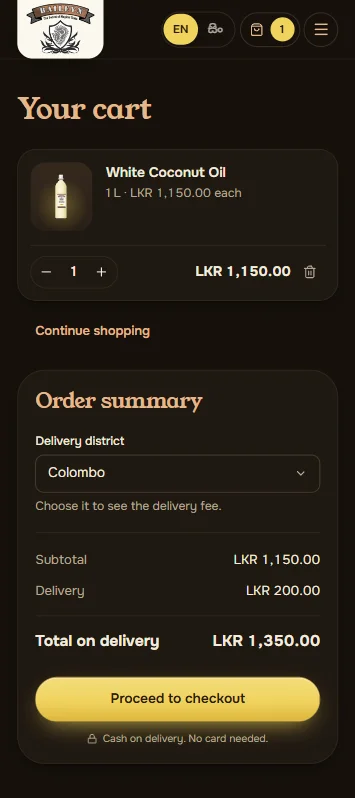 EN
සිං
1
Your cart
White Coconut Oil
1 L · LKR 1,150.00 each
1
LKR 1,150.00
Continue shopping
Order summary
Delivery district
Colombo
Choose it to see the delivery fee.
Subtotal
LKR 1,150.00
Delivery
LKR 200.00
Total on delivery
LKR 1,350.00
Proceed to checkout
Cash on delivery. No card needed.